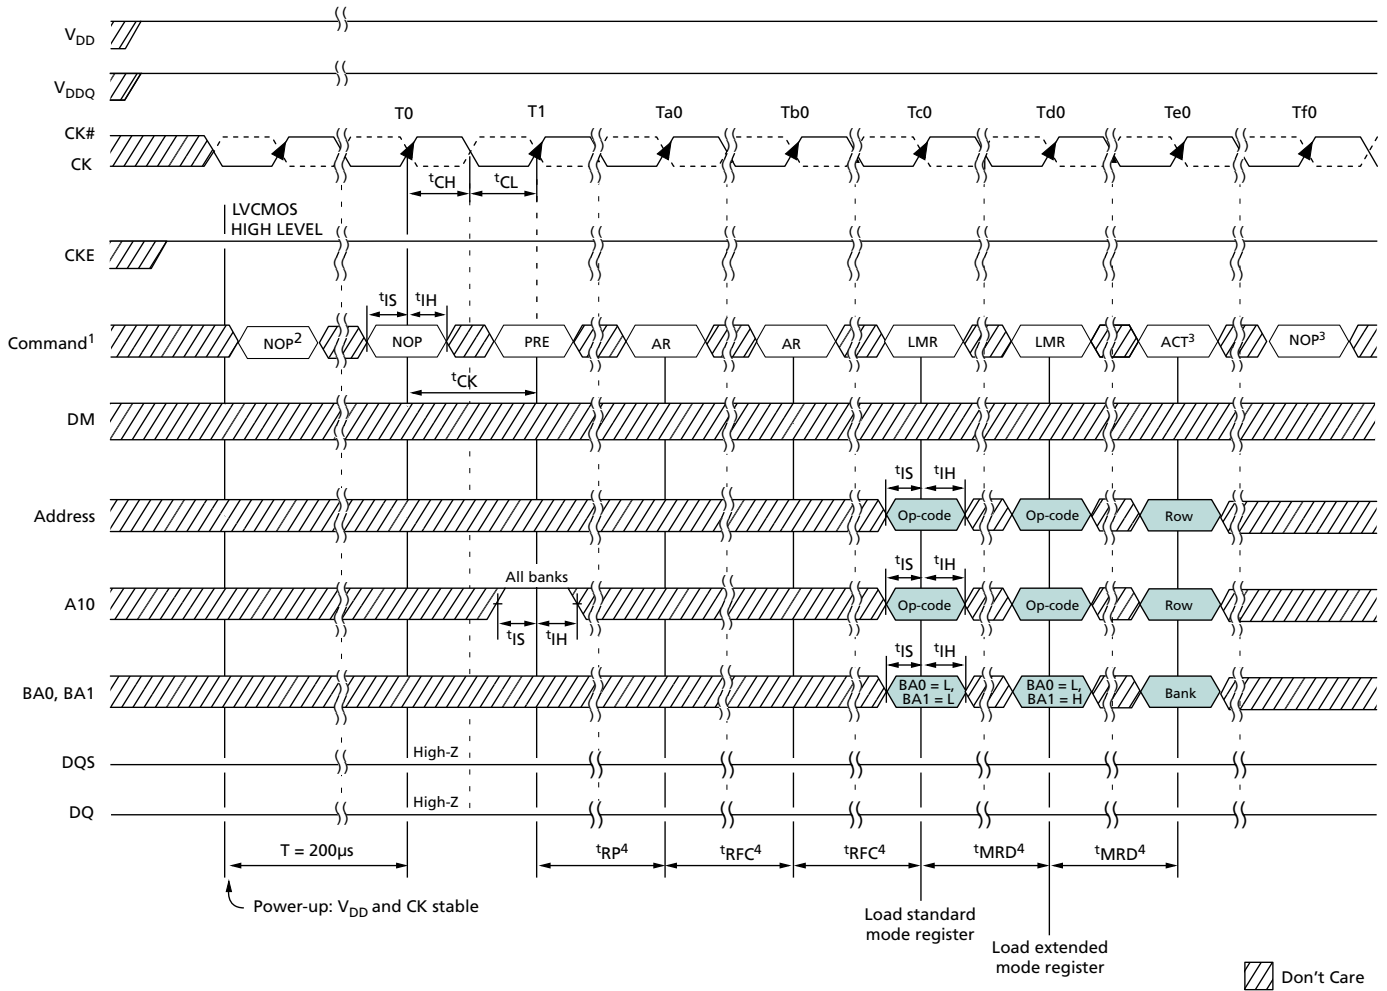 V_DD
V_DDQ
T0 T1 Ta0 Tb0 Tc0 Td0 Te0 Tf0
CK#
CK
tCH tCL
LVCMOS
HIGH LEVEL
CKE
tIS tIH
Command1 NOP2 NOP PRE AR AR LMR LMR ACT3 NOP3
tCK
DM
tIS tIH
Address Op-code Op-code Row
All banks tIS tIH
A10 Op-code Op-code Row
tIS tIH
tIS tIH
BA0, BA1 BA0 = L, BA1 = L BA0 = L, BA1 = H Bank
DQS High-Z
DQ High-Z
T = 200µs tRP4 tRFC4 tRFC4 tMRD4 tMRD4
Power-up: VDD and CK stable
Load standard
mode register
Load extended
mode register
Don't Care